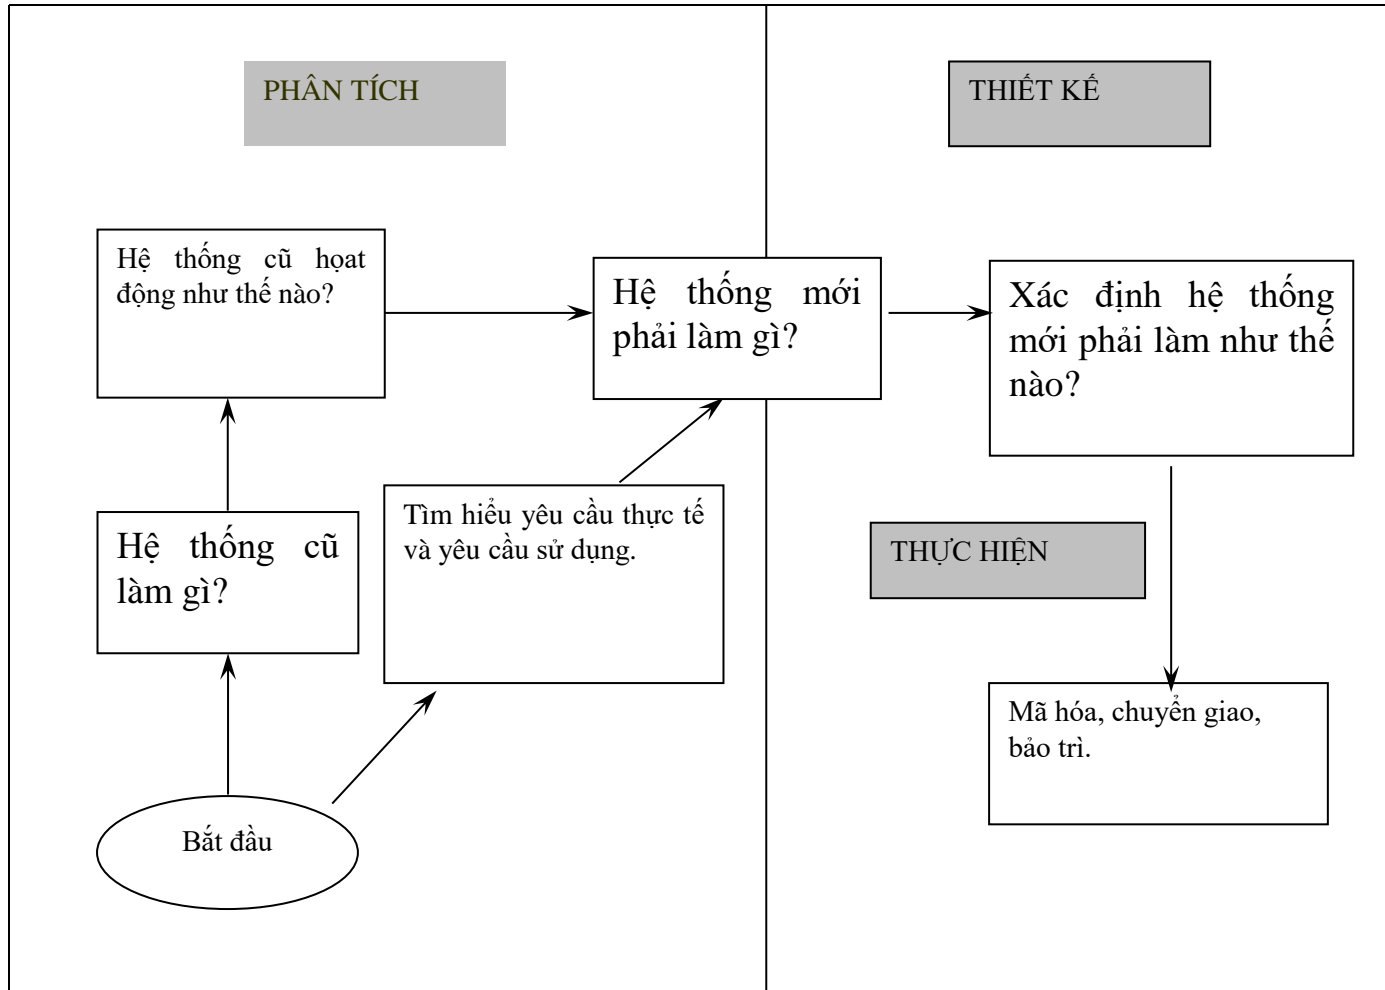 PHÂN TÍCH
THIẾT KẾ
Hệ thống cũ họat
động như thế nào?
Hệ thống mới
phải làm gì?
Xác định hệ thống
mới phải làm như thế
nào?
Hệ thống cũ
làm gì?
Tìm hiểu yêu cầu thực tế
và yêu cầu sử dụng.
THỰC HIỆN
Mã hóa, chuyển giao,
bảo trì.
Bắt đầu